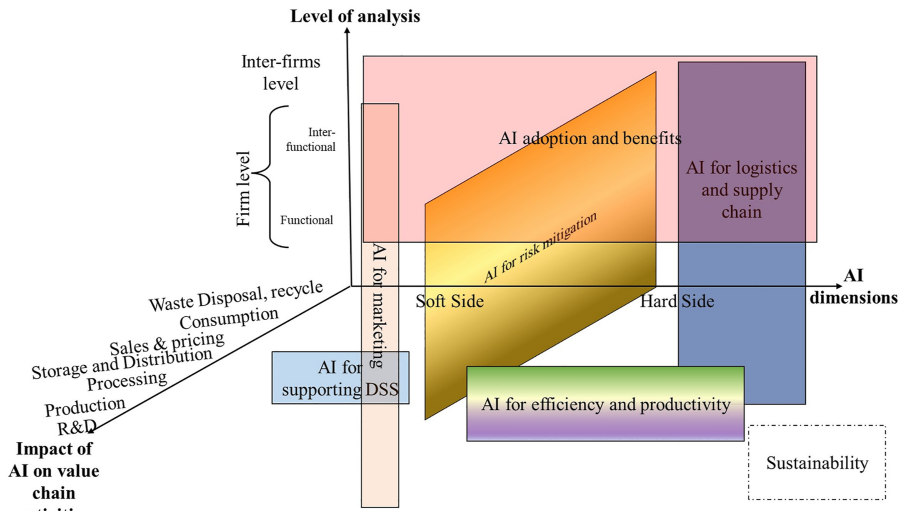 Level of analysis
Inter-firms
level
Inter-
functional
Firm level
Functional
AI adoption and benefits
AI for logistics
and supply
chain
AI for risk mitigation
AI for marketing
AI
dimensions
Soft Side
Hard Side
Waste Disposal, recycle
Consumption
Sales & pricing
Storage and Distribution
Processing
Production
R&D
Impact of
AI on value
chain
AI for
supporting DSS
AI for efficiency and productivity
Sustainability